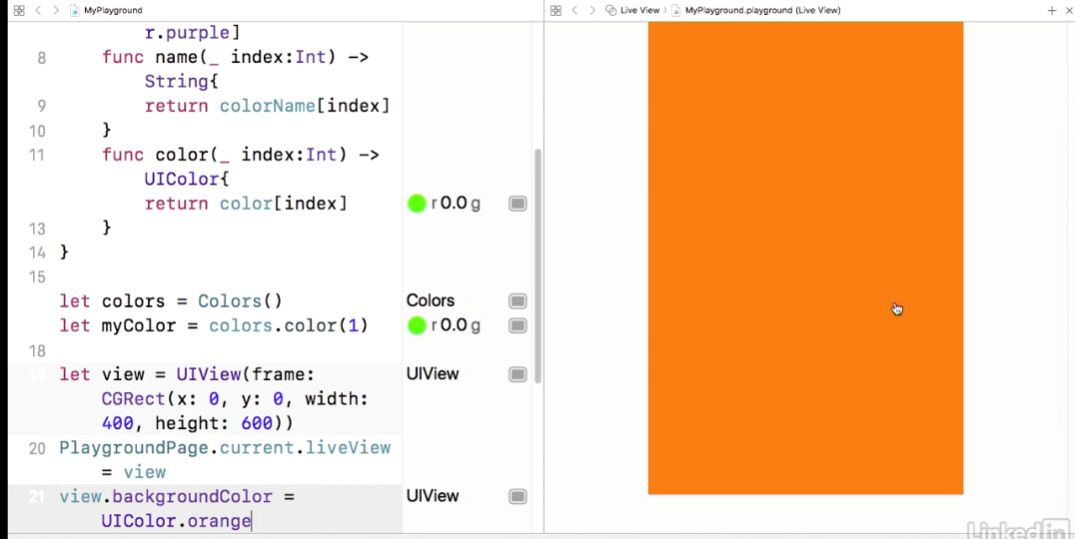 MyPlayground
Live View
MyPlayground.playground (Live View)
r.purple]
8 func name(_ index:Int) ->
String{
9 return colorName[index]
10 }
11 func color(_ index:Int) ->
UIColor{
return color[index] r 0.0 g
13 }
14 }
15
let colors = Colors() Colors
let myColor = colors.color(1) r 0.0 g
18
19 let view = UIView(frame: UIView
CGRect(x: 0, y: 0, width:
400, height: 600))
20 PlaygroundPage.current.liveView
= view
21 view.backgroundColor = UIView
UIColor.orange
Linked in